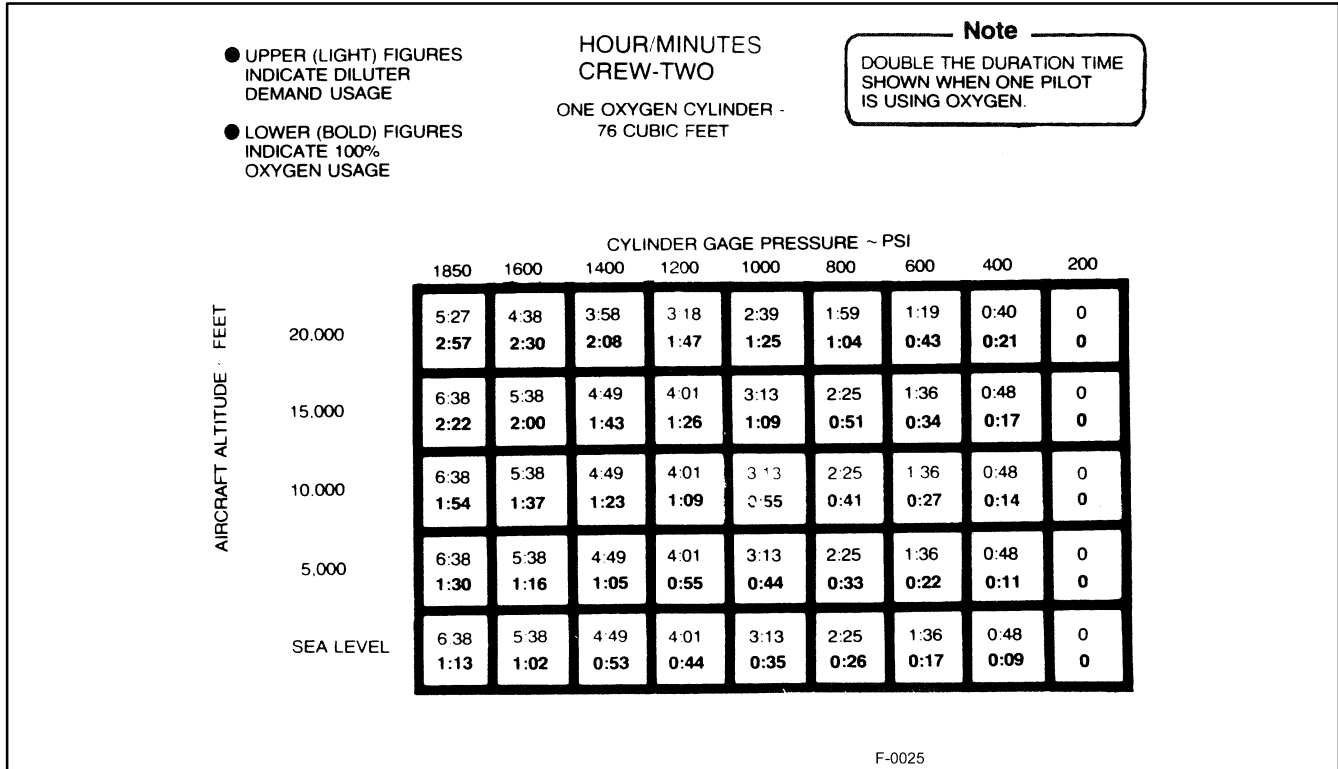 ● UPPER (LIGHT) FIGURES
INDICATE DILUTER
DEMAND USAGE
● LOWER (BOLD) FIGURES
INDICATE 100%
OXYGEN USAGE
HOUR/MINUTES
CREW-TWO
ONE OXYGEN CYLINDER -
76 CUBIC FEET
Note
DOUBLE THE DURATION TIME
SHOWN WHEN ONE PILOT
IS USING OXYGEN.
CYLINDER GAGE PRESSURE ~ PSI
1850 1600 1400 1200 1000 800 600 400 200
AIRCRAFT ALTITUDE · FEET
20.000
5:27 4:38 3:58 3:18 2:39 1:59 1:19 0:40 0
2:57 2:30 2:08 1:47 1:25 1:04 0:43 0:21 0
15.000
6:38 5:38 4:49 4:01 3:13 2:25 1:36 0:48 0
2:22 2:00 1:43 1:26 1:09 0:51 0:34 0:17 0
10.000
6:38 5:38 4:49 4:01 3:13 2:25 1 36 0:48 0
1:54 1:37 1:23 1:09 0:55 0:41 0:27 0:14 0
5,000
6:38 5:38 4:49 4:01 3:13 2:25 1:36 0:48 0
1:30 1:16 1:05 0:55 0:44 0:33 0:22 0:11 0
SEA LEVEL
6:38 5:38 4:49 4:01 3:13 2:25 1:36 0:48 0
1:13 1:02 0:53 0:44 0:35 0:26 0:17 0:09 0
F-0025